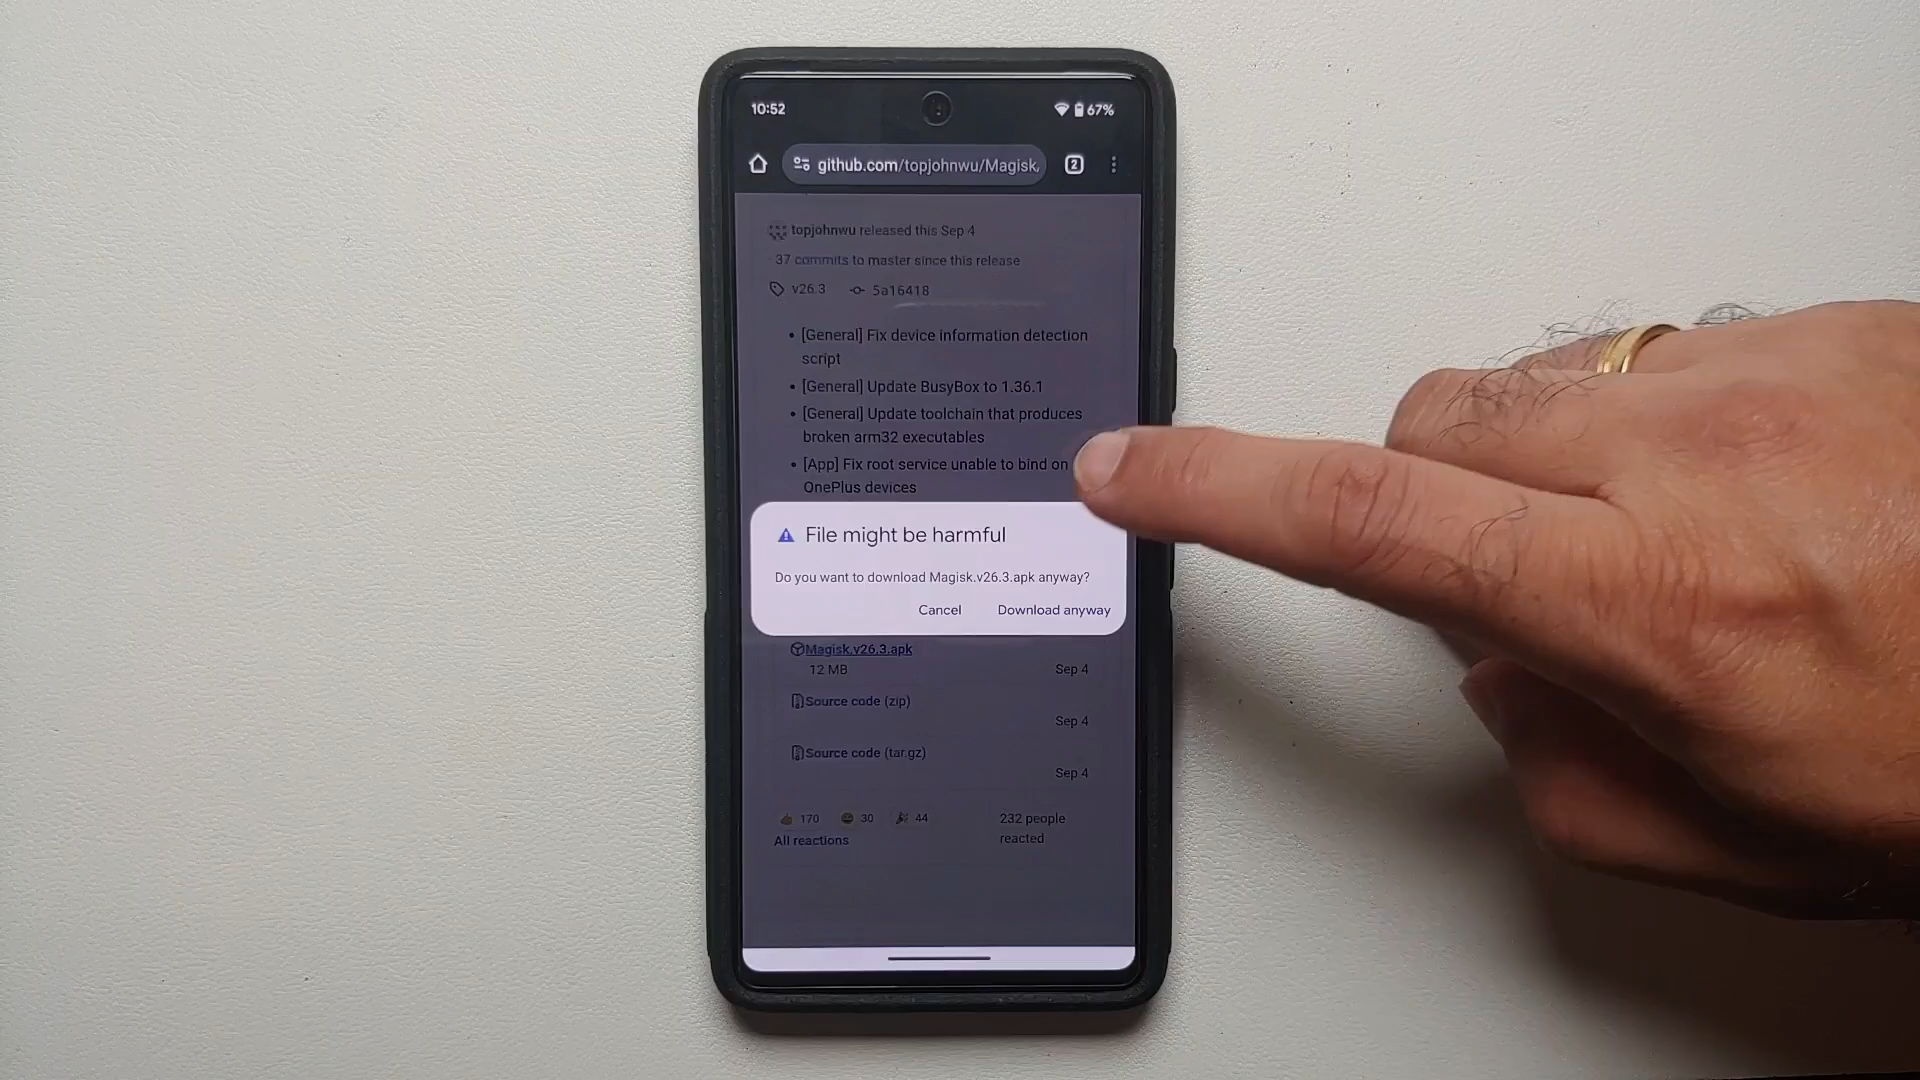 10:52
67%
github.com/topjohnwu/Magisk/
2
topjohnwu released this Sep 4
37 commits to master since this release
v26.3 5a16418
• [General] Fix device information detection
script
• [General] Update BusyBox to 1.36.1
• [General] Update toolchain that produces
broken arm32 executables
• [App] Fix root service unable to bind on
OnePlus devices
File might be harmful
Do you want to download Magisk.v26.3.apk anyway?
Cancel Download anyway
Magisk.v26.3.apk
12 MB Sep 4
Source code (zip)
Sep 4
Source code (tar.gz)
Sep 4
170 30 44 232 people
reacted
All reactions